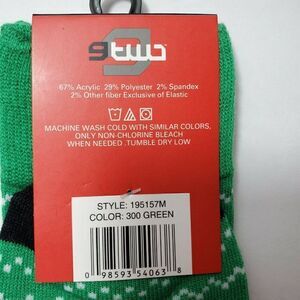 gtwb
67% Acrylic 29% Polyester 2% Spandex
2% Other fiber Exclusive of Elastic
MACHINE WASH COLD WITH SIMILAR COLORS,
ONLY NON-CHLORINE BLEACH
WHEN NEEDED .TUMBLE DRY LOW
STYLE: 195157M
COLOR: 300 GREEN
0 98593 54063 8